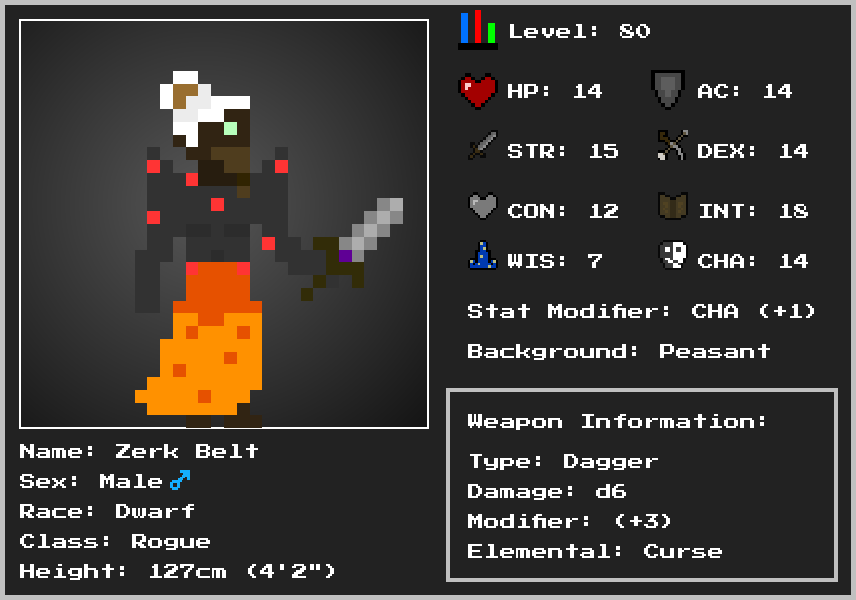 Level: 80
HP: 14
AC: 14
STR: 15
DEX: 14
CON: 12
INT: 18
WIS: 7
CHA: 14
Stat Modifier: CHA (+1)
Background: Peasant
Weapon Information:
Type: Dagger
Damage: d6
Modifier: (+3)
Elemental: Curse
Name: Zerk Belt
Sex: Male♂
Race: Dwarf
Class: Rogue
Height: 127cm (4'2")